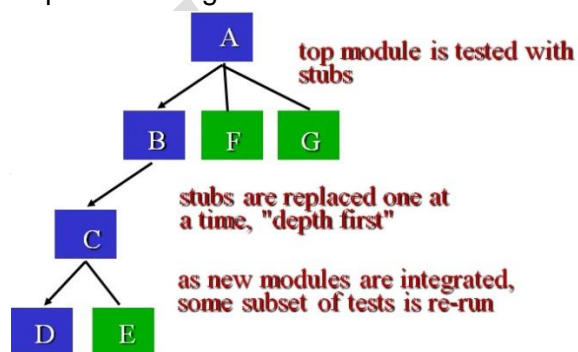 A
top module is tested with
stubs
B F G
stubs are replaced one at
a time, "depth first"
C
as new modules are integrated,
some subset of tests is re-run
D E